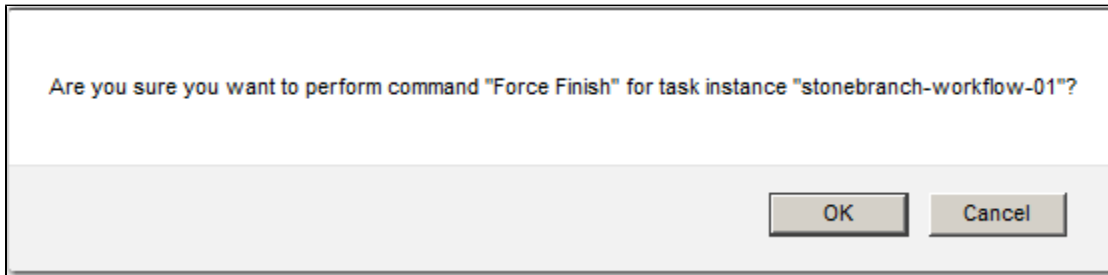 Are you sure you want to perform command "Force Finish" for task instance "stonebranch-workflow-01"?
OK Cancel